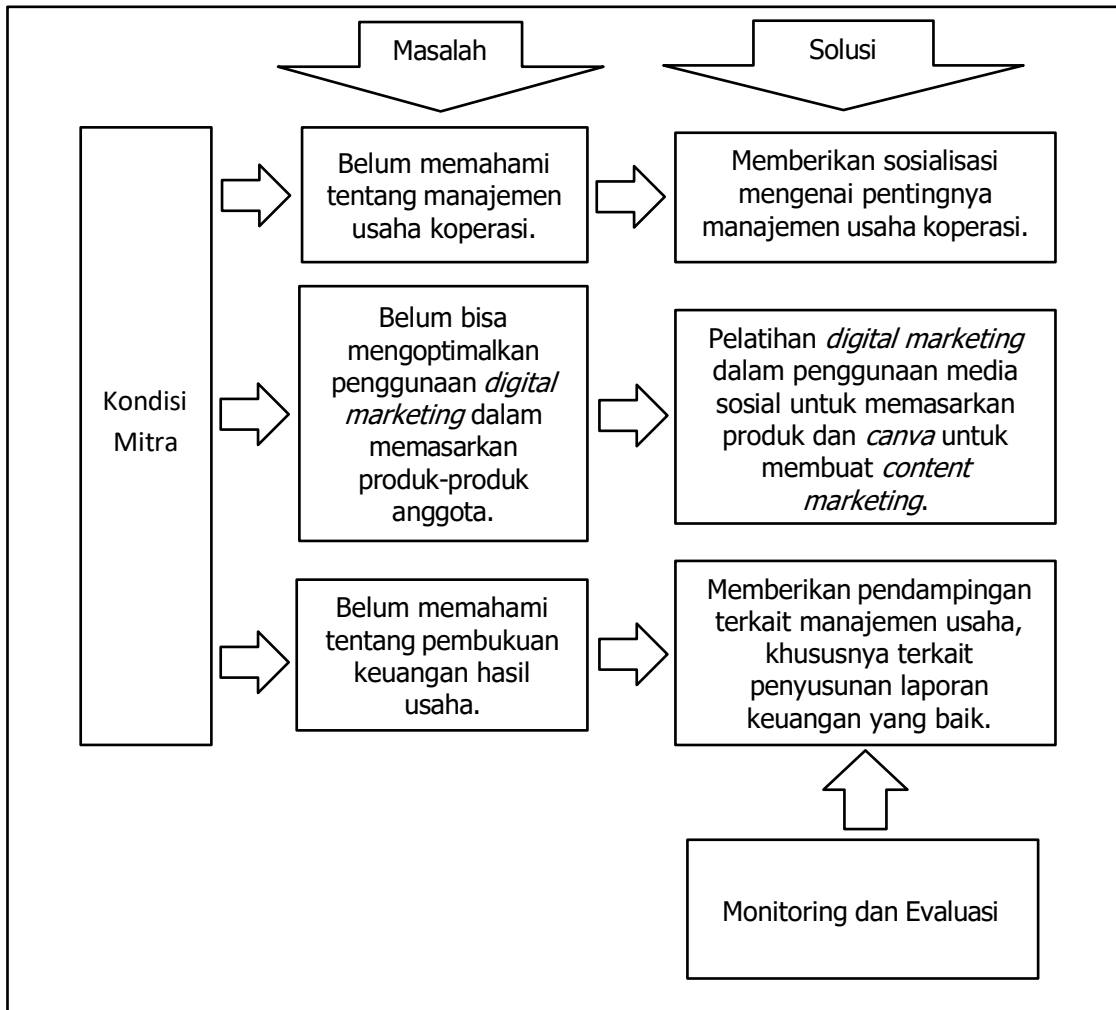 Masalah
Solusi
Kondisi
Mitra
Belum memahami
tentang manajemen
usaha koperasi.
Memberikan sosialisasi
mengenai pentingnya
manajemen usaha koperasi.
Belum bisa
mengoptimalkan
penggunaan digital
marketing dalam
memasarkan
produk-produk
anggota.
Pelatihan digital marketing
dalam penggunaan media
sosial untuk memasarkan
produk dan canva untuk
membuat content
marketing.
Belum memahami
tentang pembukuan
keuangan hasil
usaha.
Memberikan pendampingan
terkait manajemen usaha,
khususnya terkait
penyusunan laporan
keuangan yang baik.
Monitoring dan Evaluasi